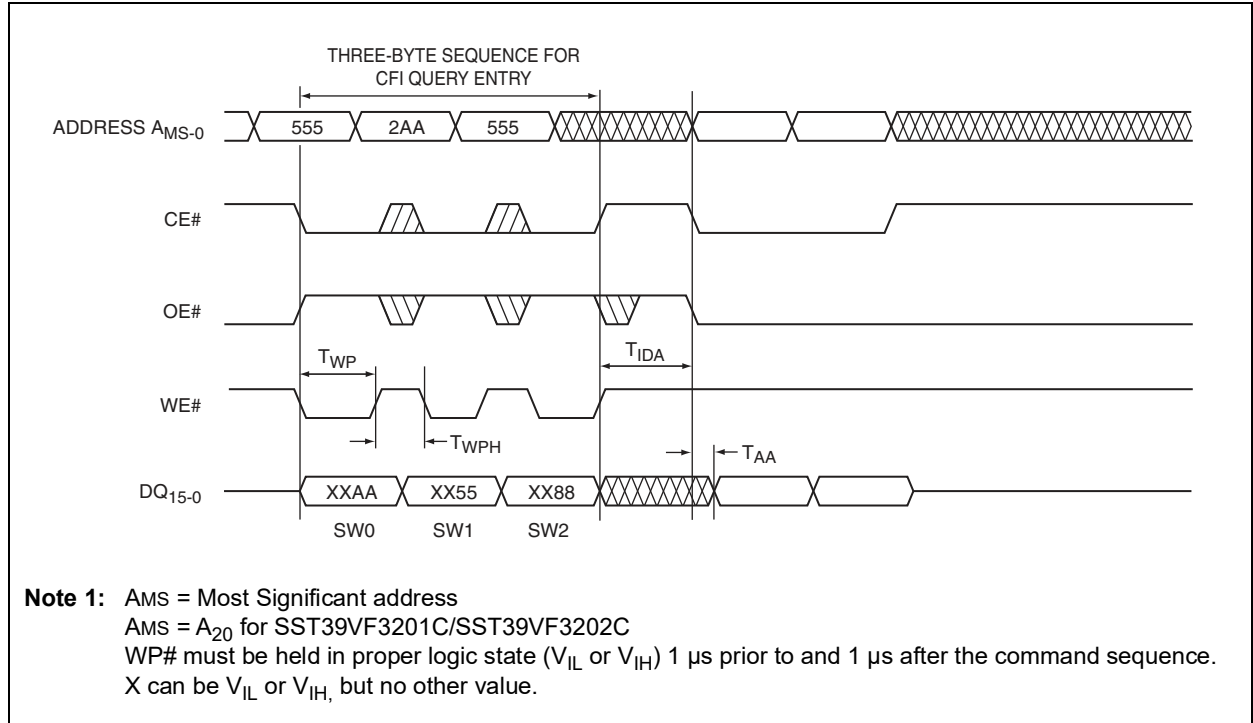 THREE-BYTE SEQUENCE FOR
CFI QUERY ENTRY
ADDRESS AMS-0
555 2AA 555
CE#
OE#
TWP
TIDA
WE#
TWPH
TAA
DQ15-0
XXAA XX55 XX88
SW0 SW1 SW2
Note 1: AMS = Most Significant address
AMS = A20 for SST39VF3201C/SST39VF3202C
WP# must be held in proper logic state (VIL or VIH) 1 µs prior to and 1 µs after the command sequence.
X can be VIL or VIH, but no other value.